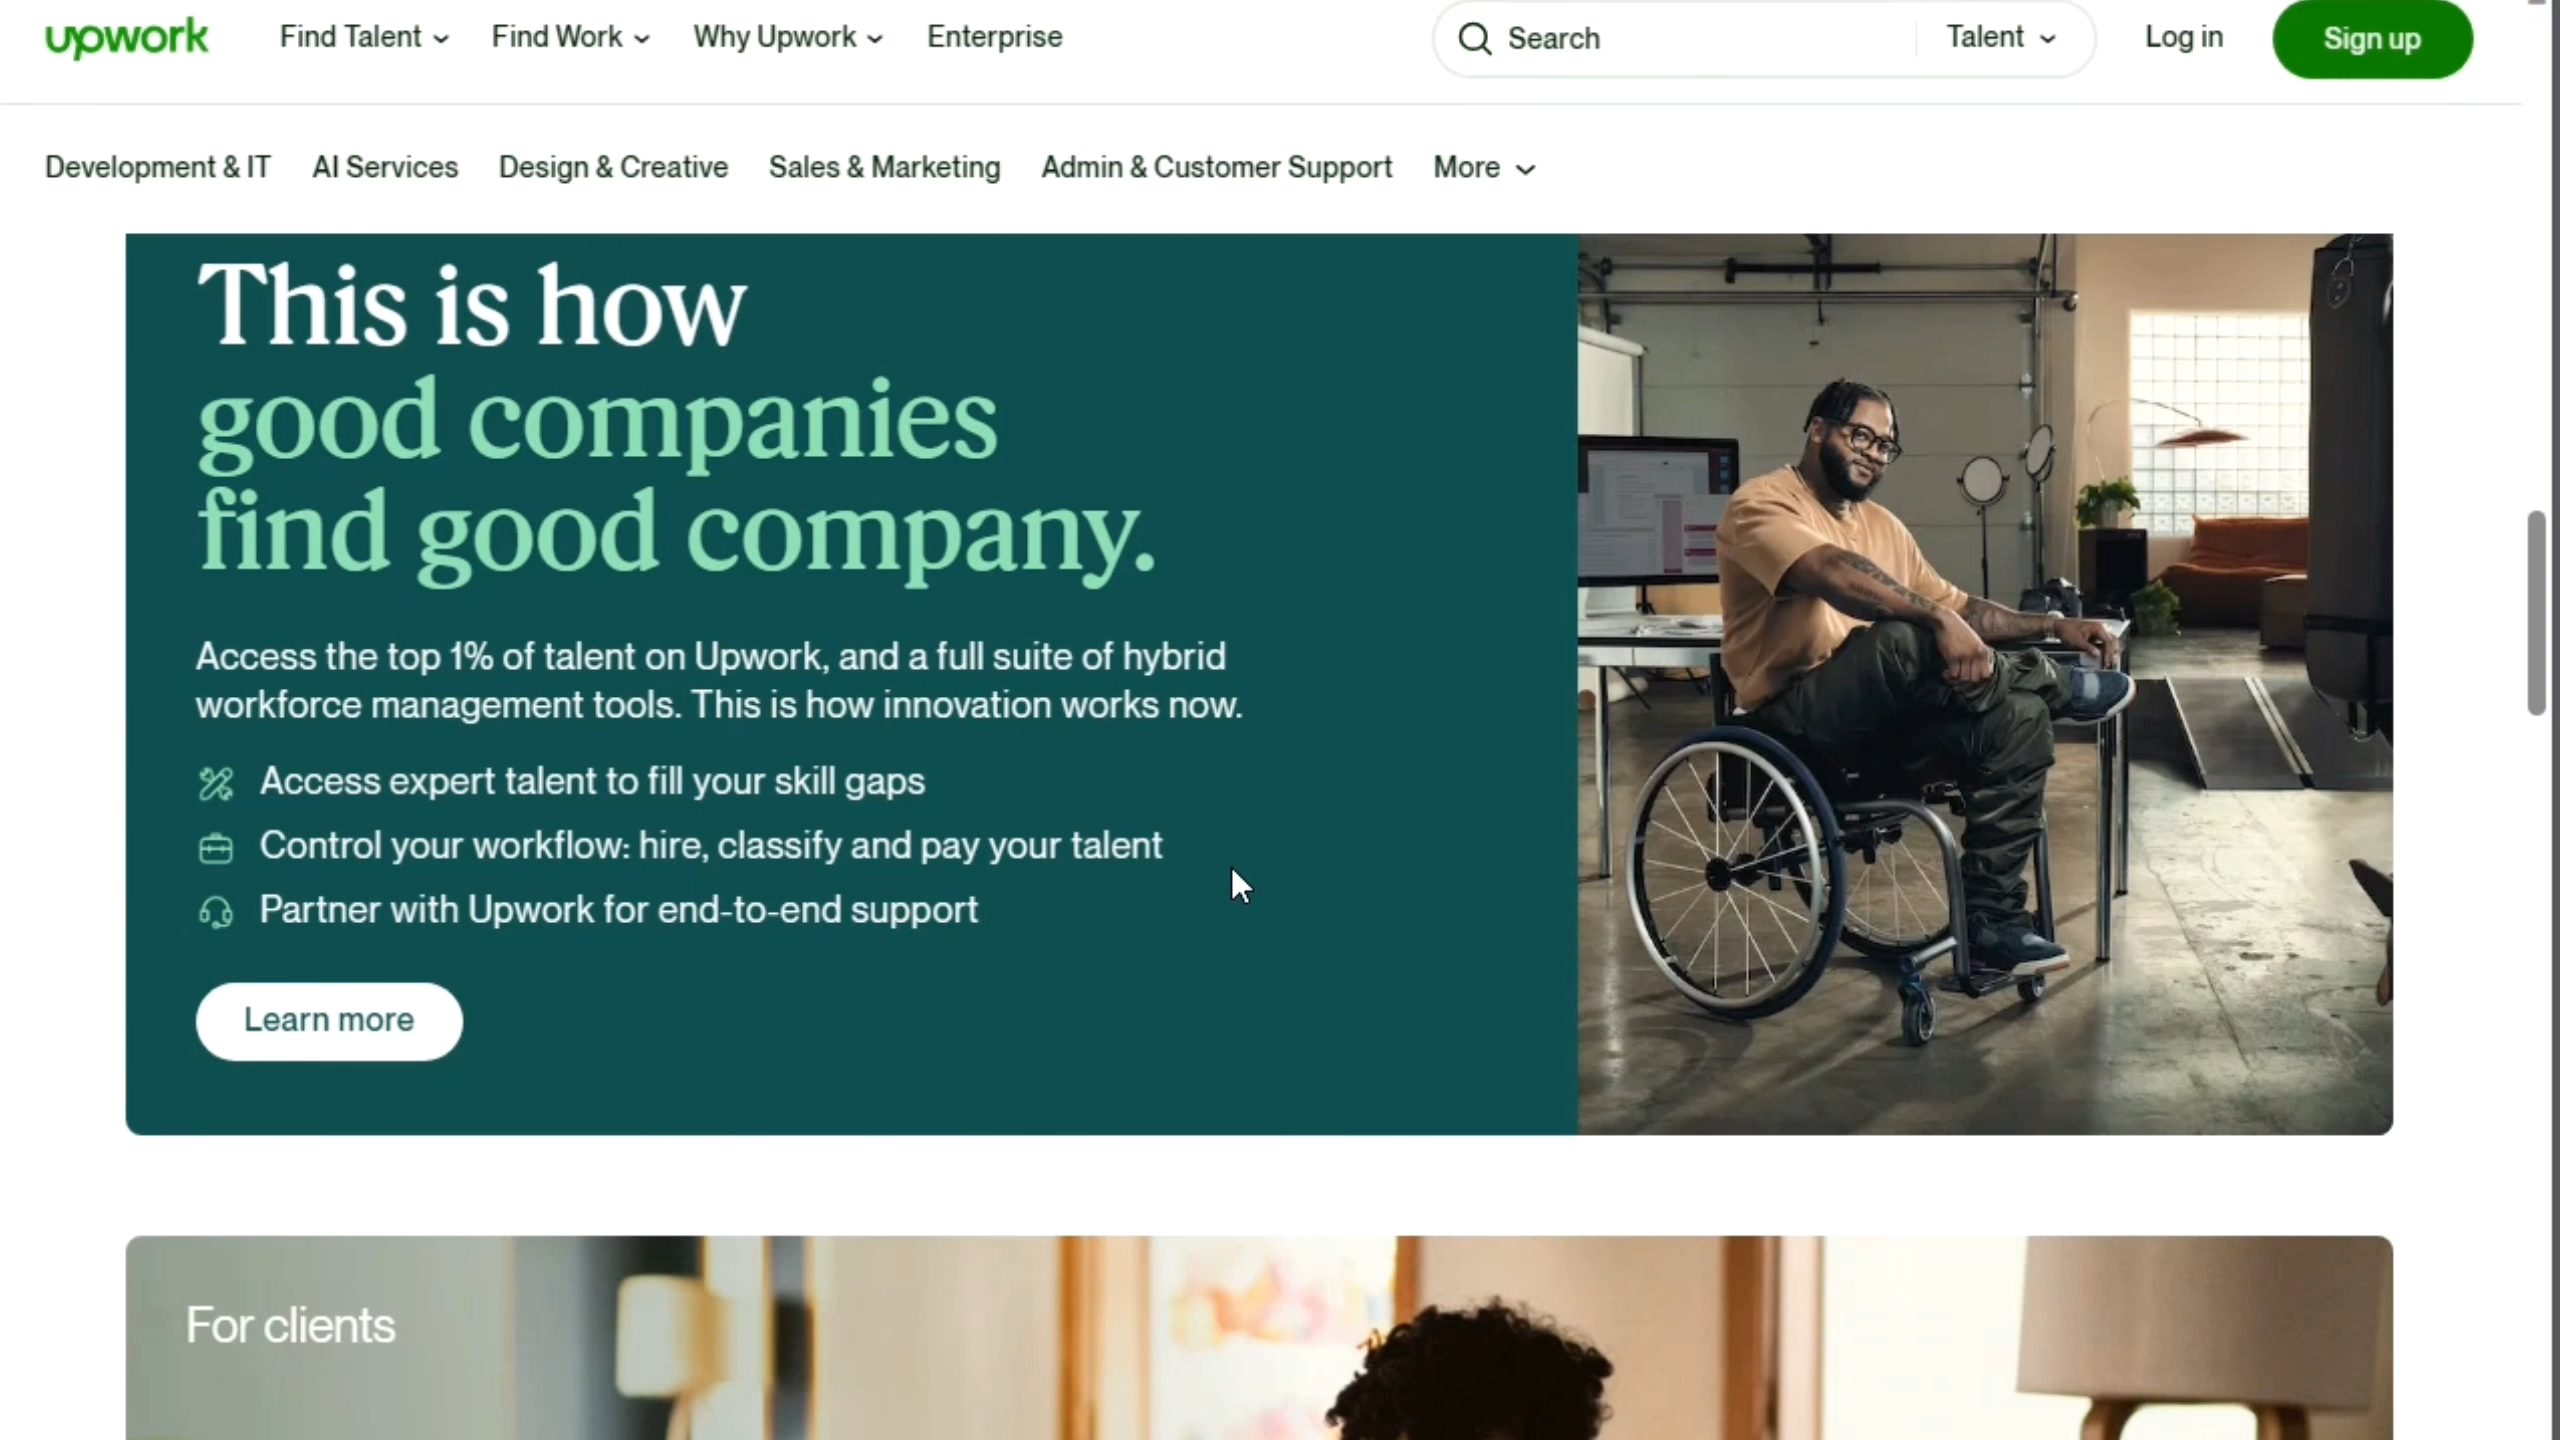 upwork
Find Talent
Find Work
Why Upwork
Enterprise
Search
Talent
Log in
Sign up
Development & IT
AI Services
Design & Creative
Sales & Marketing
Admin & Customer Support
More
This is how
good companies
find good company.
Access the top 1% of talent on Upwork, and a full suite of hybrid
workforce management tools. This is how innovation works now.
Access expert talent to fill your skill gaps
Control your workflow: hire, classify and pay your talent
Partner with Upwork for end-to-end support
Learn more
For clients